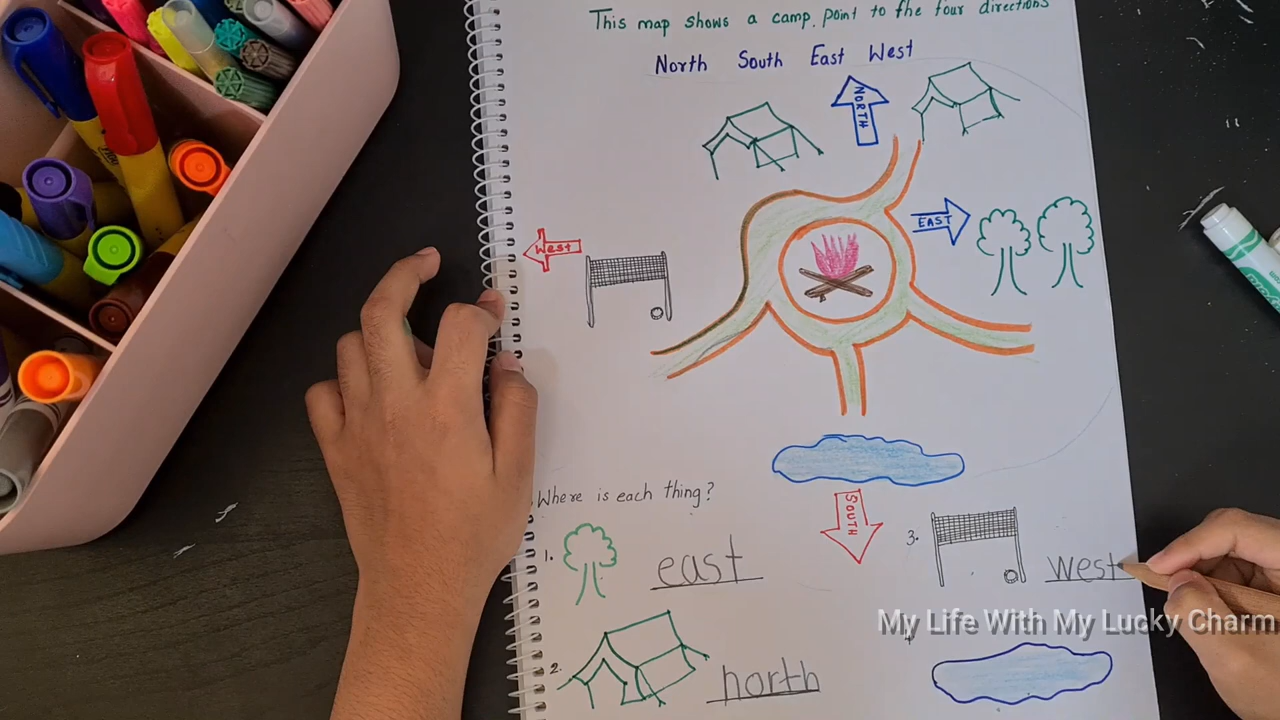 This map shows a camp. point to the four directions
North South East West
NORTH
EAST
West
SOUTH
Where is each thing?
1. east
2. north
3. west
4.
My Life With My Lucky Charm